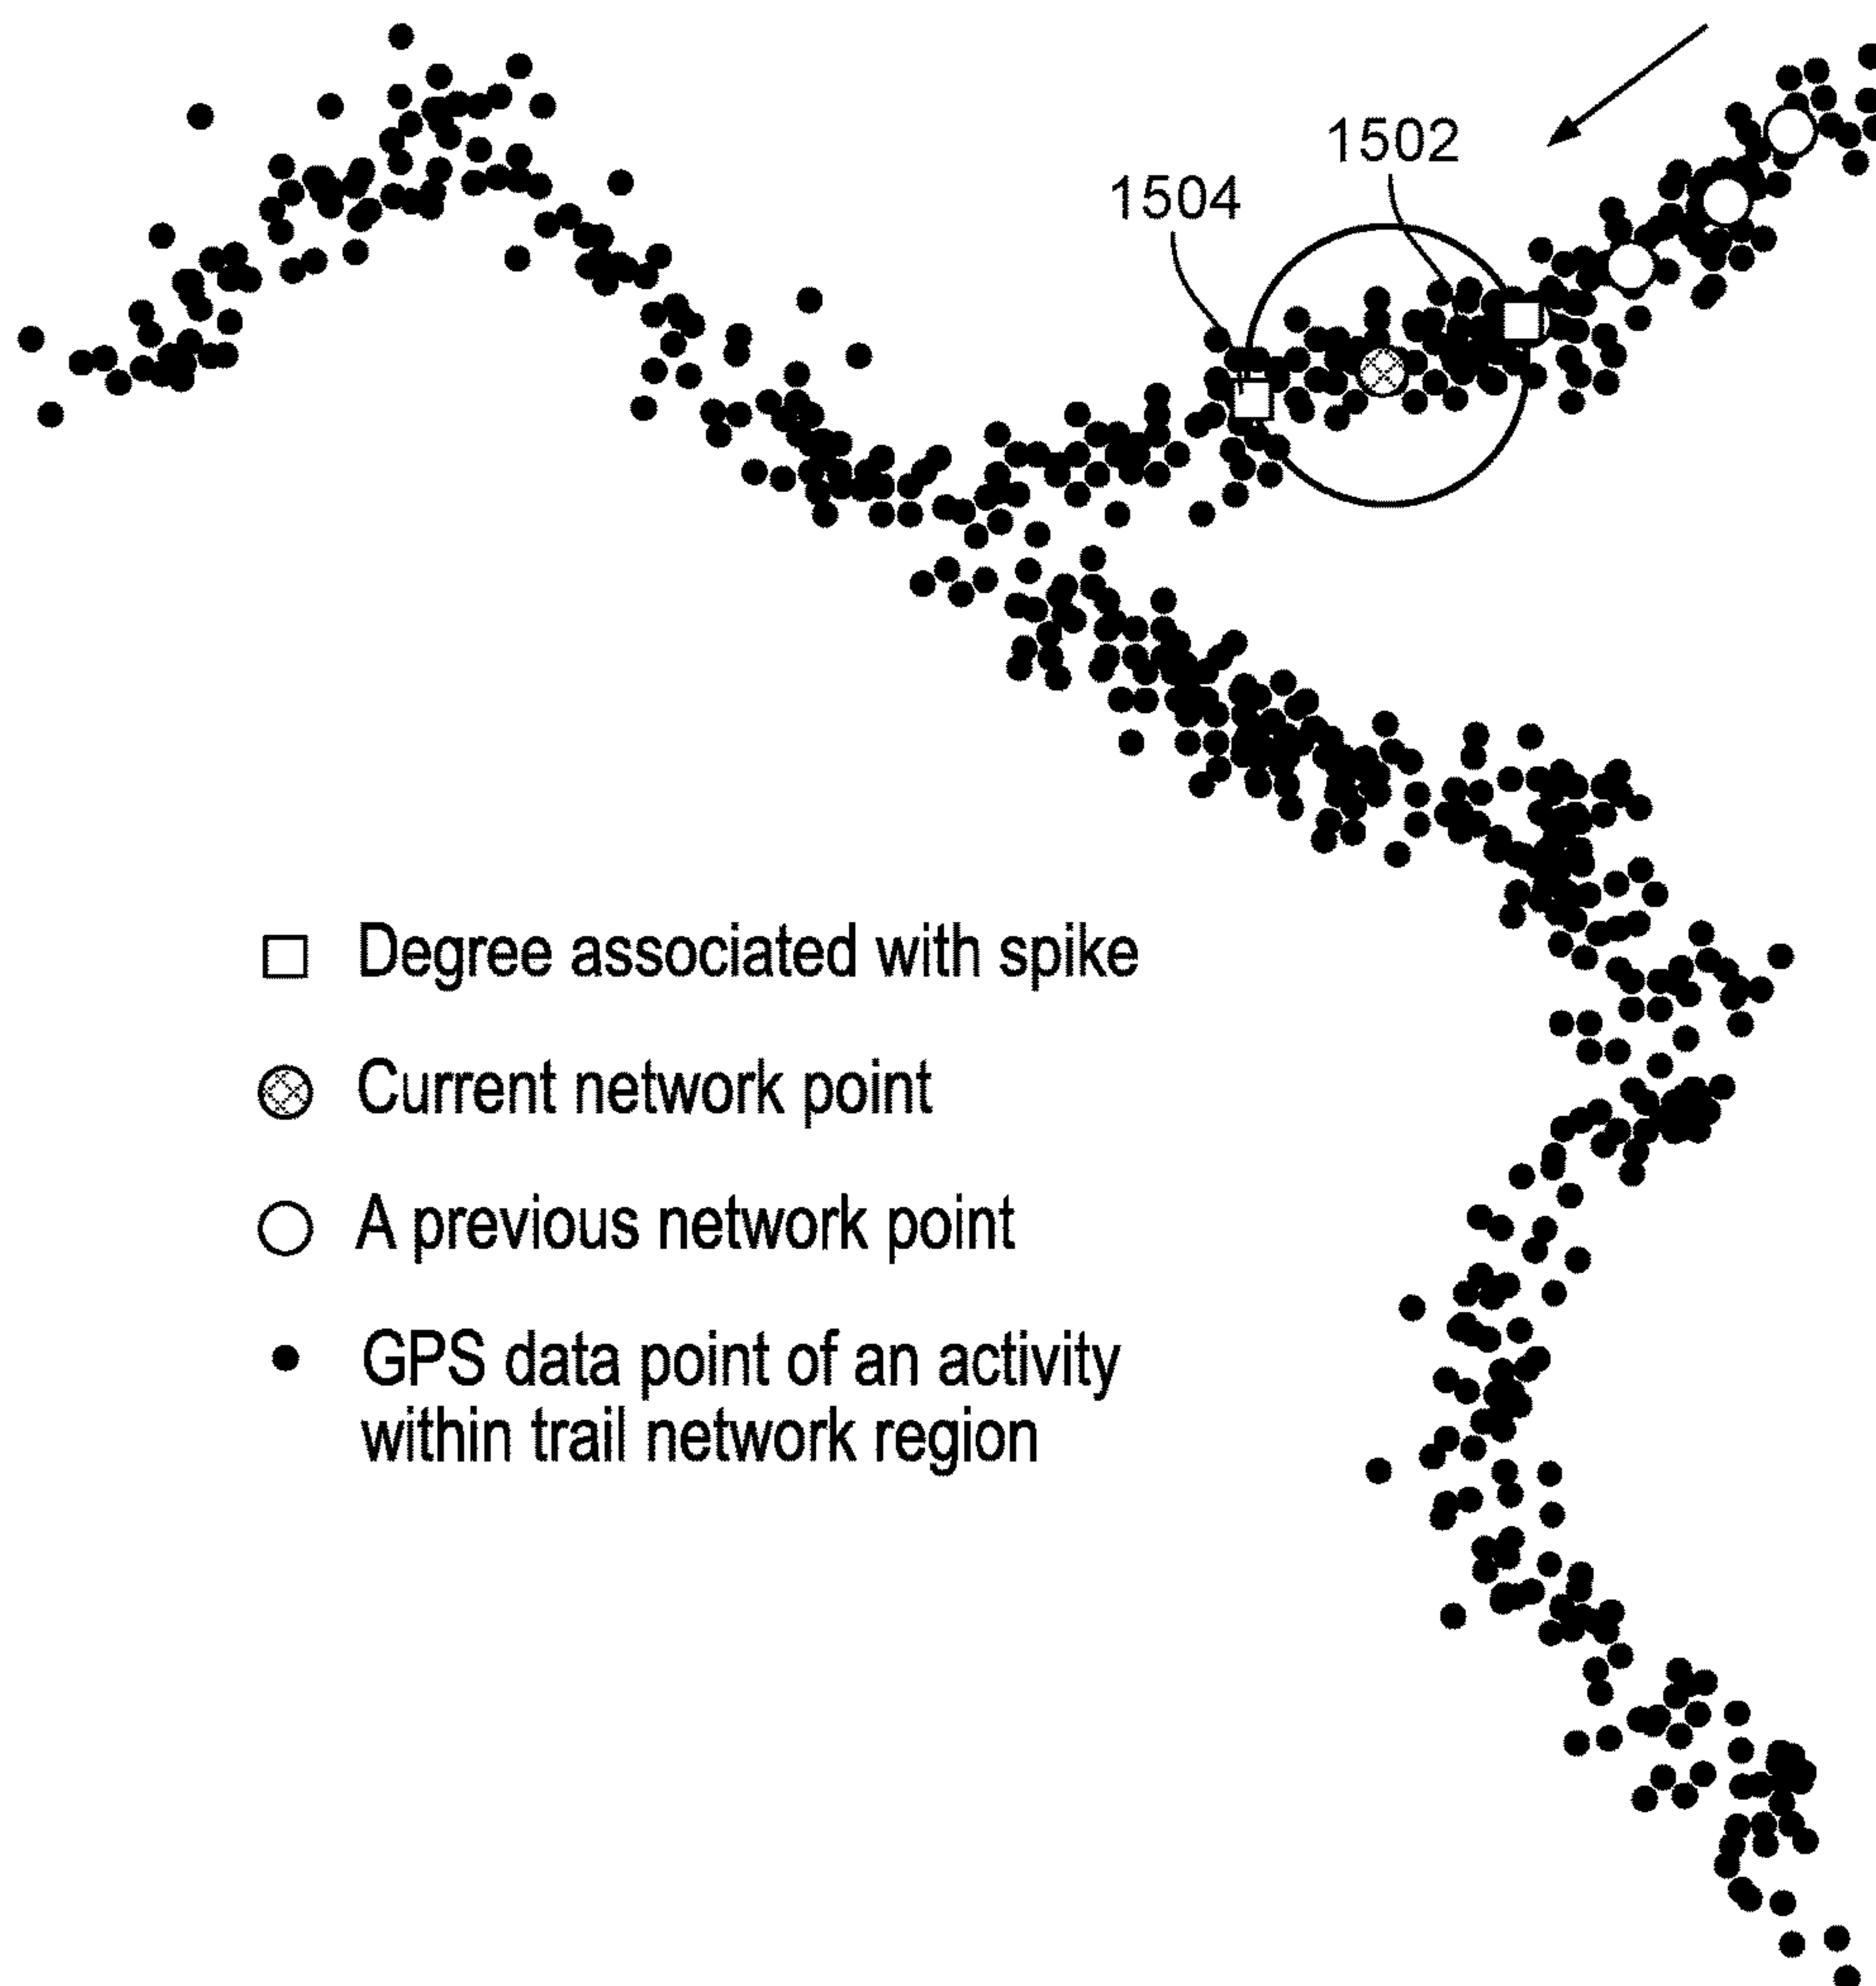 1502
1504
Degree associated with spike
Current network point
A previous network point
GPS data point of an activity
within trail network region